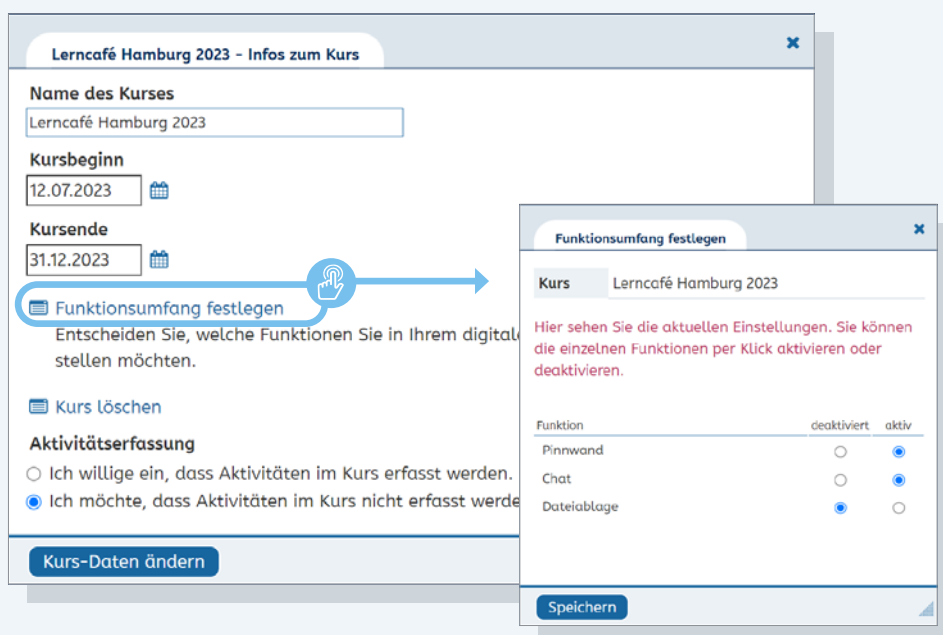 Lerncafé Hamburg 2023 - Infos zum Kurs
Name des Kurses
Lerncafé Hamburg 2023
Kursbeginn
12.07.2023
Kursende
31.12.2023
Funktionsumfang festlegen
Entscheiden Sie, welche Funktionen Sie in Ihrem digitale
stellen möchten.
Kurs löschen
Aktivitätserfassung
Ich willige ein, dass Aktivitäten im Kurs erfasst werden.
Ich möchte, dass Aktivitäten im Kurs nicht erfasst werde
Kurs-Daten ändern
Funktionsumfang festlegen
Kurs Lerncafé Hamburg 2023
Hier sehen Sie die aktuellen Einstellungen. Sie können
die einzelnen Funktionen per Klick aktivieren oder
deaktivieren.
Funktion deaktiviert aktiv
Pinnwand
Chat
Dateiablage
Speichern